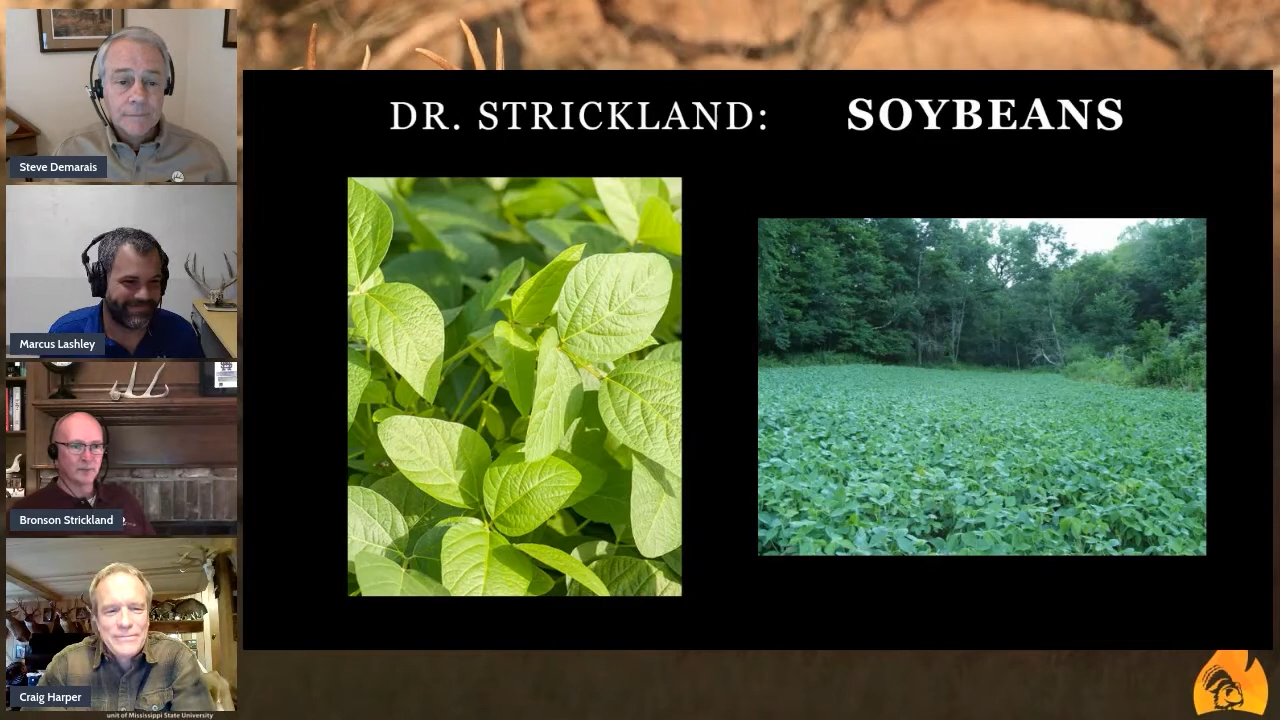 DR. STRICKLAND: SOYBEANS
Steve Demarais
Marcus Lashley
Bronson Strickland
Craig Harper
unit of Mississippi State University